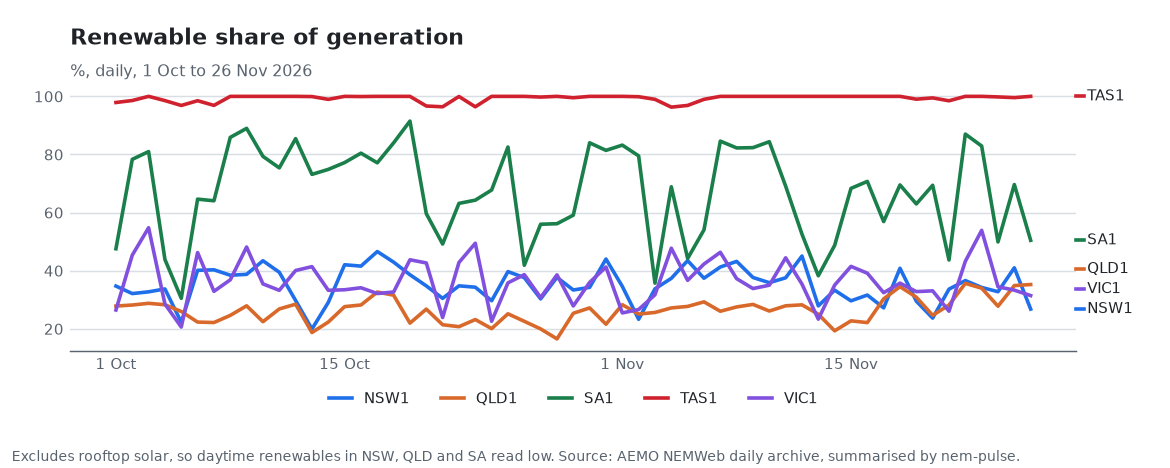 Renewable share of generation
%, daily, 1 Oct to 26 Nov 2026
100
80
60
40
20
TAS1
SA1
QLD1
VIC1
NSW1
1 Oct 15 Oct 1 Nov 15 Nov
NSW1 QLD1 SA1 TAS1 VIC1
Excludes rooftop solar, so daytime renewables in NSW, QLD and SA read low. Source: AEMO NEMWeb daily archive, summarised by nem-pulse.